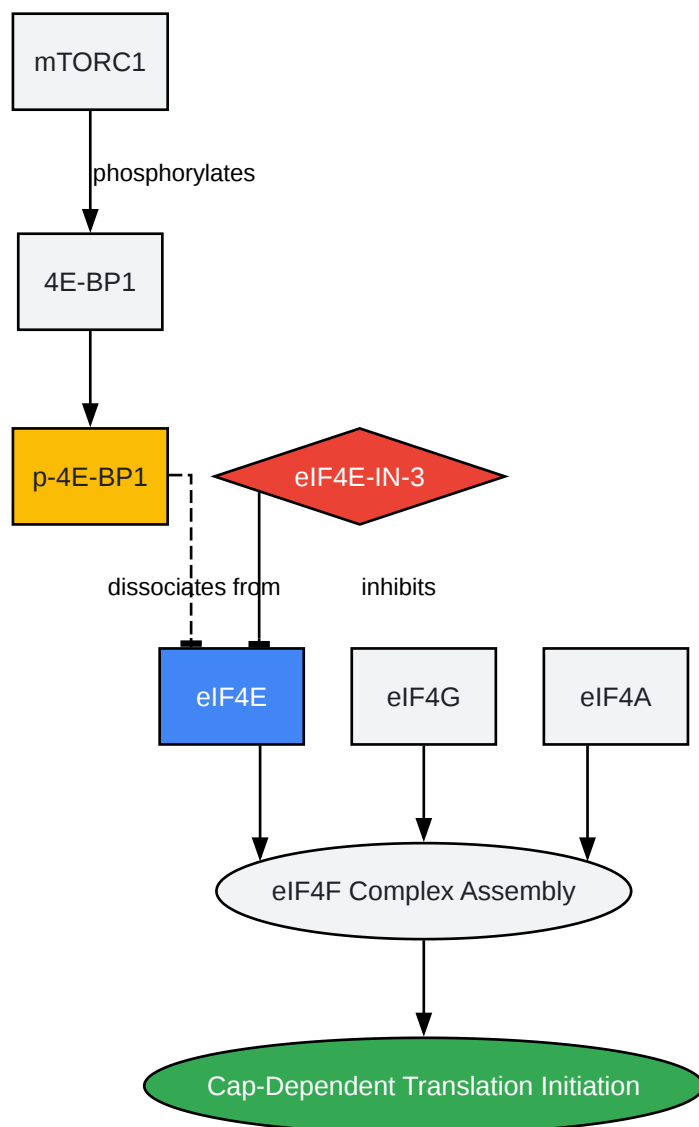 mTORC1
phosphorylates
4E-BP1
p-4E-BP1
eIF4E-IN-3
dissociates from
inhibits
eIF4E
eIF4G
eIF4A
eIF4F Complex Assembly
Cap-Dependent Translation Initiation